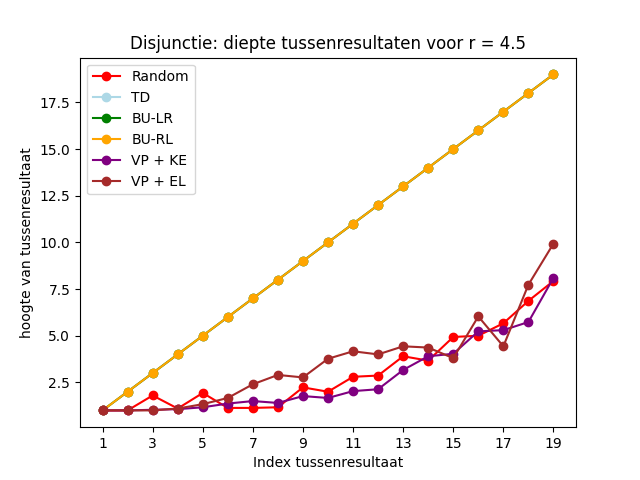 Disjunctie: diepte tussenresultaten voor r = 4.5
Random
TD
BU-LR
BU-RL
VP + KE
VP + EL
hoogte van tussenresultaat
17.5
15.0
12.5
10.0
7.5
5.0
2.5
1 3 5 7 9 11 13 15 17 19
Index tussenresultaat